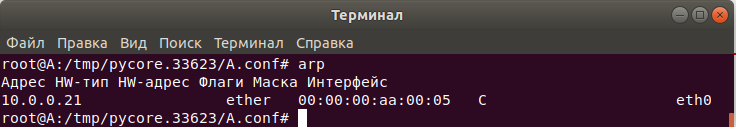 Терминал
Файл Правка Вид Поиск Терминал Справка
root@A:/tmp/pycore.33623/A.conf# arp
Адрес HW-тип HW-адрес Флаги Маска Интерфейс
10.0.0.21 ether 00:00:00:aa:00:05 C eth0
root@A:/tmp/pycore.33623/A.conf#